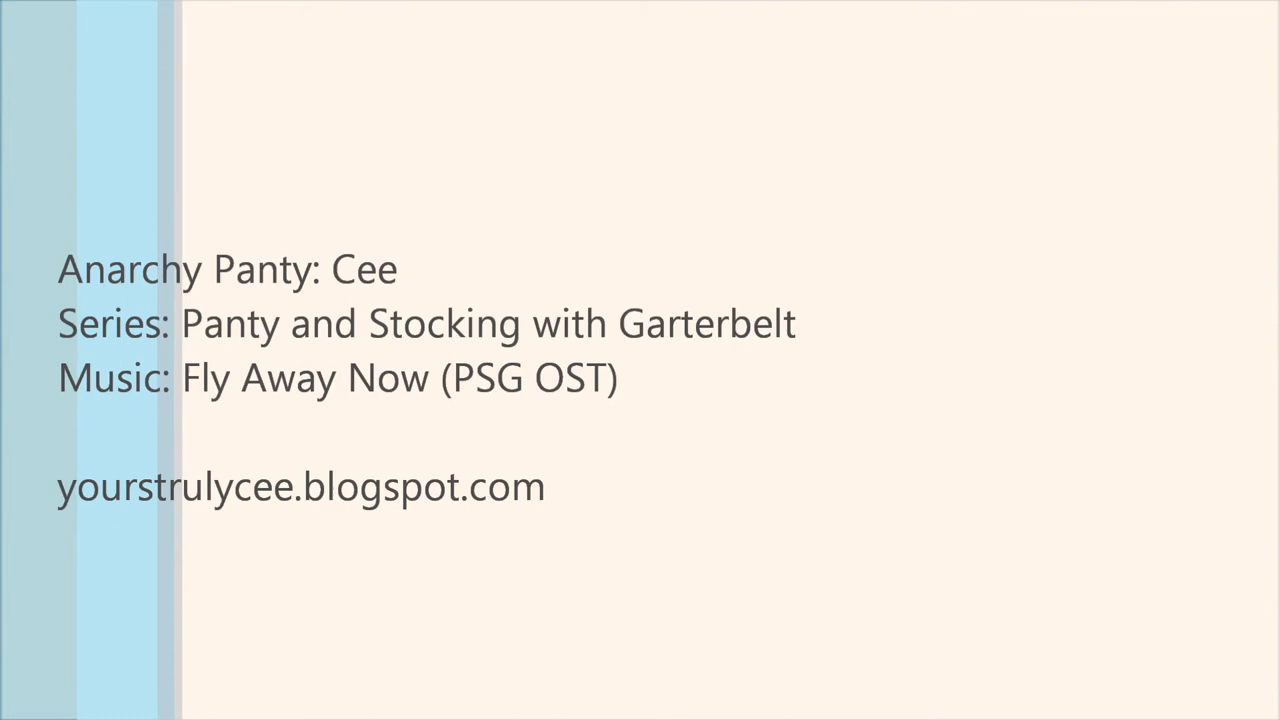 Anarchy Panty: Cee
Series: Panty and Stocking with Garterbelt
Music: Fly Away Now (PSG OST)
yourstrulycee.blogspot.com